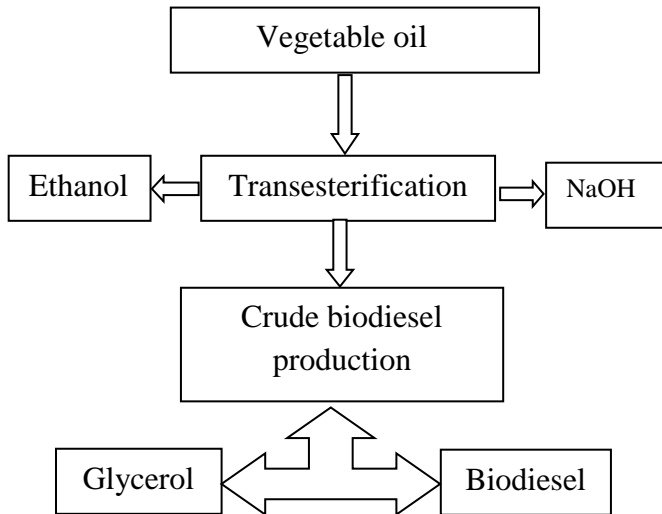 Vegetable oil
Ethanol
Transesterification
NaOH
Crude biodiesel
production
Glycerol
Biodiesel